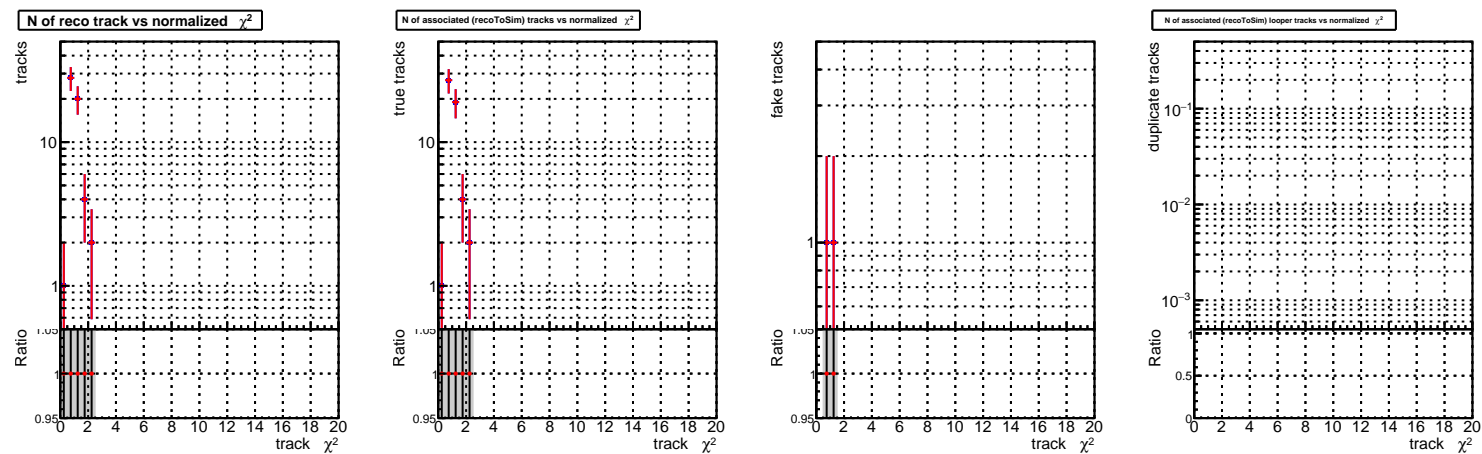 N of reco track vs normalized χ²
tracks
10
1
Ratio
1.05
1
0.95
0 2 4 6 8 10 12 14 16 18 20
track χ²
N of associated (recoToSim) tracks vs normalized χ²
true tracks
10
1
Ratio
1.05
1
0.95
0 2 4 6 8 10 12 14 16 18 20
track χ²
fake tracks
1
Ratio
1.05
1
0.95
0 2 4 6 8 10 12 14 16 18 20
track χ²
N of associated (recoToSim) looper tracks vs normalized χ²
duplicate tracks
10⁻¹
10⁻²
10⁻³
Ratio
1
0.5
0
0 2 4 6 8 10 12 14 16 18 20
track χ²